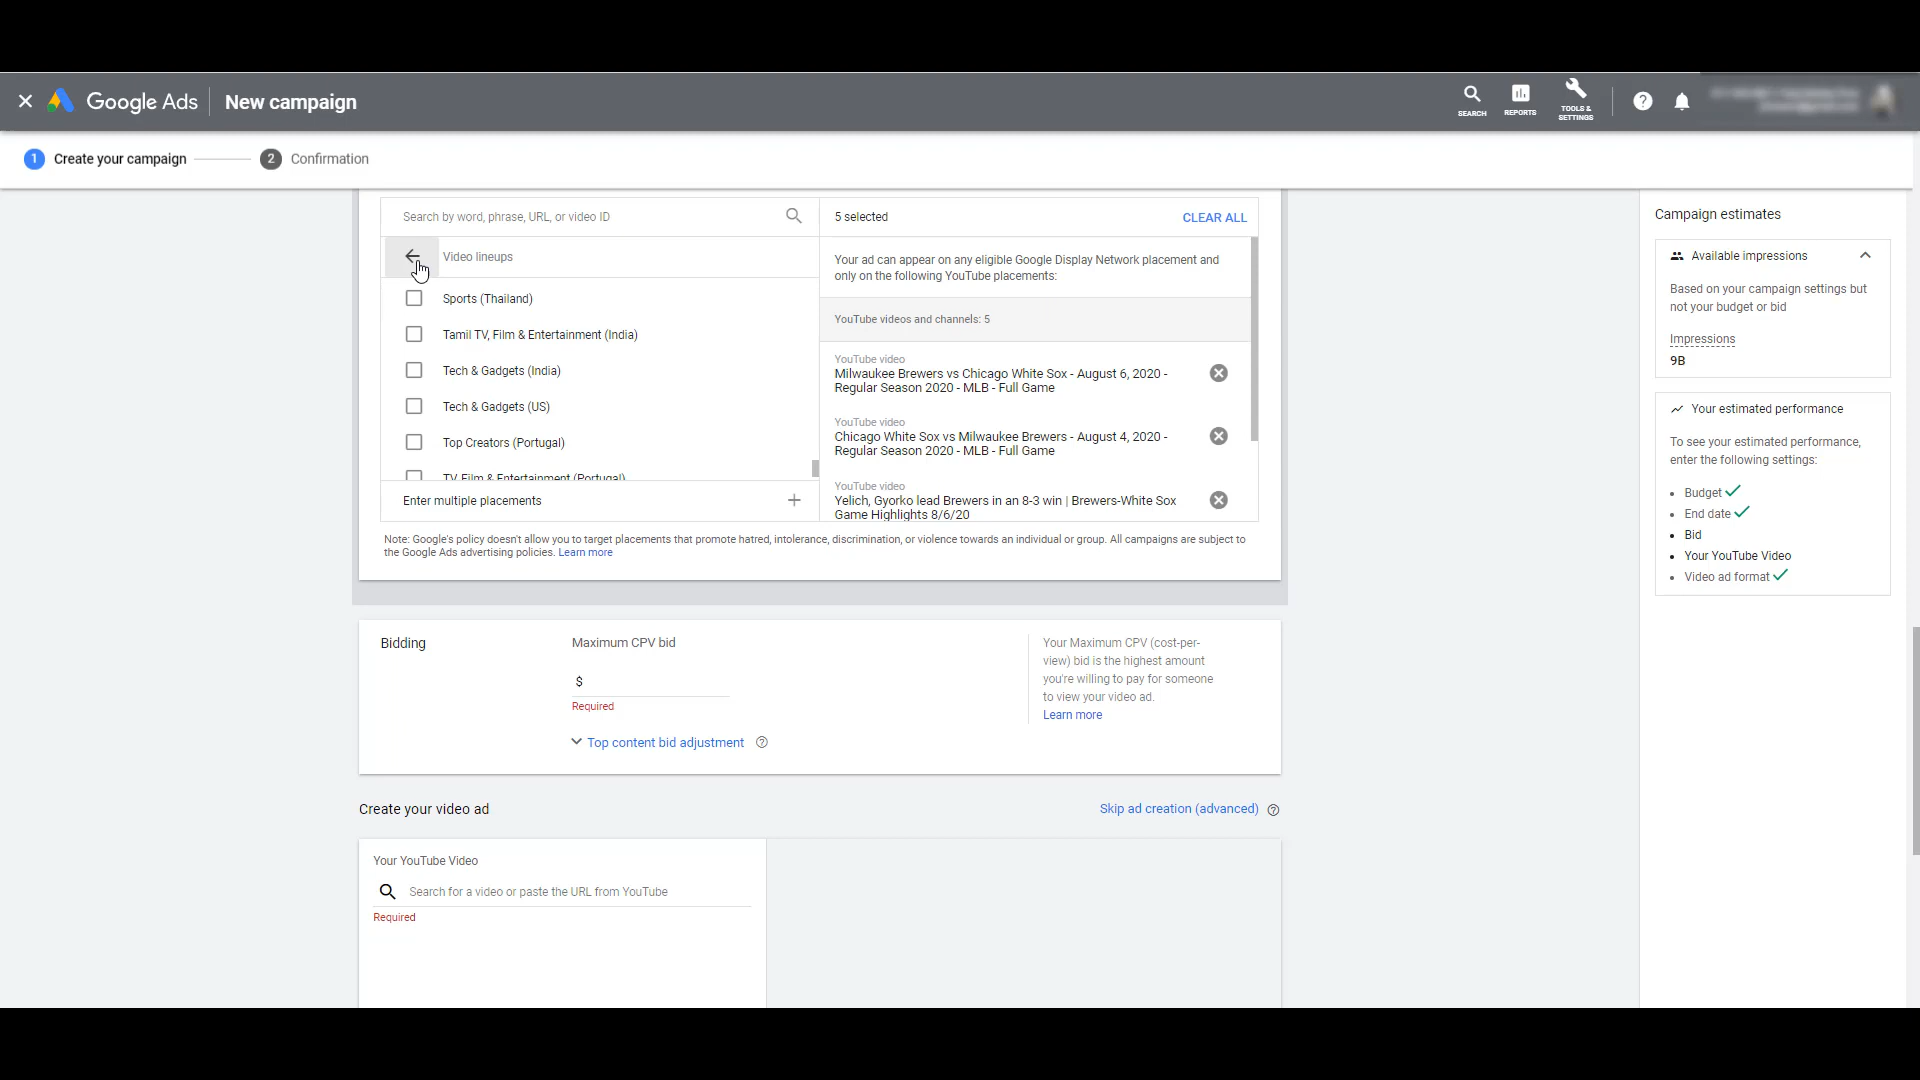 Google Ads
New campaign
SEARCH
REPORTS
TOOLS &
SETTINGS
1 Create your campaign
2 Confirmation
Search by word, phrase, URL, or video ID
5 selected
CLEAR ALL
Video lineups
Sports (Thailand)
Tamil TV, Film & Entertainment (India)
Tech & Gadgets (India)
Tech & Gadgets (US)
Top Creators (Portugal)
TV Film & Entertainment (Portugal)
Enter multiple placements
Your ad can appear on any eligible Google Display Network placement and
only on the following YouTube placements:
YouTube videos and channels: 5
YouTube video
Milwaukee Brewers vs Chicago White Sox - August 6, 2020 -
Regular Season 2020 - MLB - Full Game
YouTube video
Chicago White Sox vs Milwaukee Brewers - August 4, 2020 -
Regular Season 2020 - MLB - Full Game
YouTube video
Yelich, Gyorko lead Brewers in an 8-3 win | Brewers-White Sox
Game Highlights 8/6/20
Note: Google's policy doesn't allow you to target placements that promote hatred, intolerance, discrimination, or violence towards an individual or group. All campaigns are subject to
the Google Ads advertising policies. Learn more
Bidding
Maximum CPV bid
$
Required
Top content bid adjustment
Your Maximum CPV (cost-per-
view) bid is the highest amount
you're willing to pay for someone
to view your video ad.
Learn more
Create your video ad
Skip ad creation (advanced)
Your YouTube Video
Search for a video or paste the URL from YouTube
Required
Campaign estimates
Available impressions
Based on your campaign settings but
not your budget or bid
Impressions
9B
Your estimated performance
To see your estimated performance,
enter the following settings:
• Budget
• End date
• Bid
• Your YouTube Video
• Video ad format